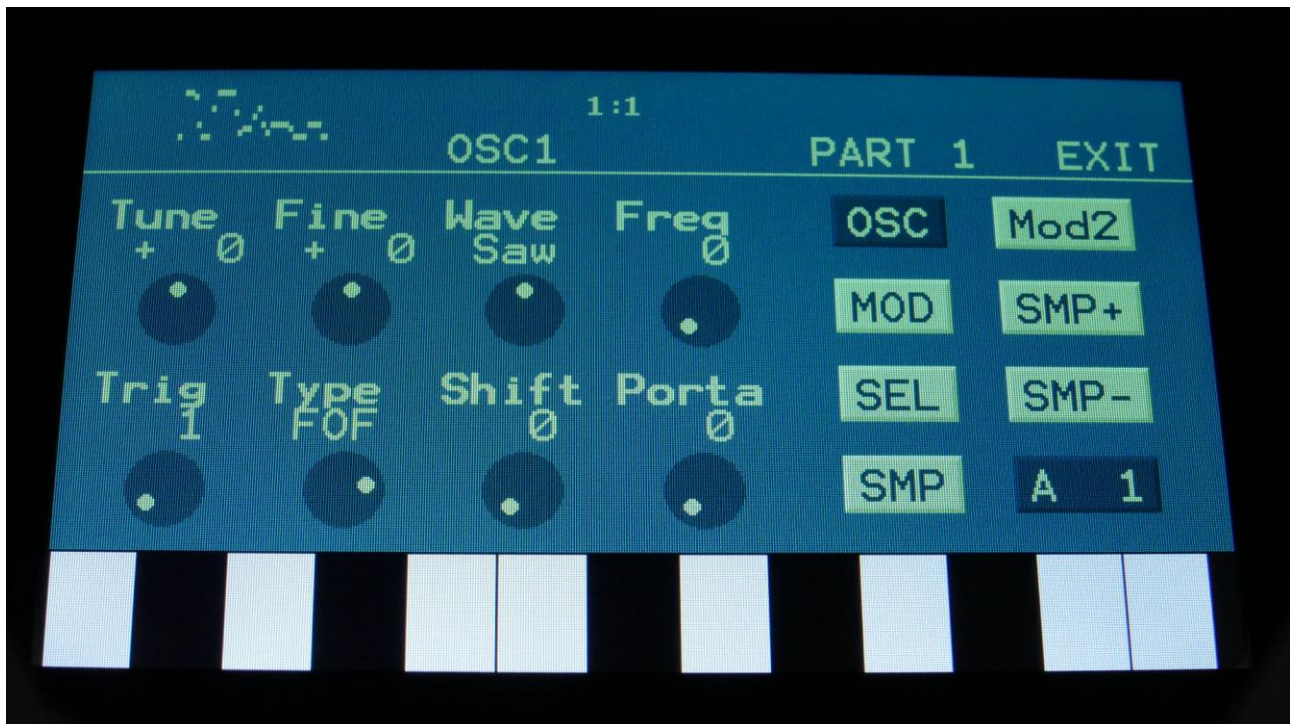 1:1
OSC1 PART 1 EXIT
Tune Fine Wave Freq OSC Mod2
+ 0 + 0 Saw 0
MOD SMP+
Trig Type Shift Porta SEL SMP-
1 FOF 0 0
SMP A 1